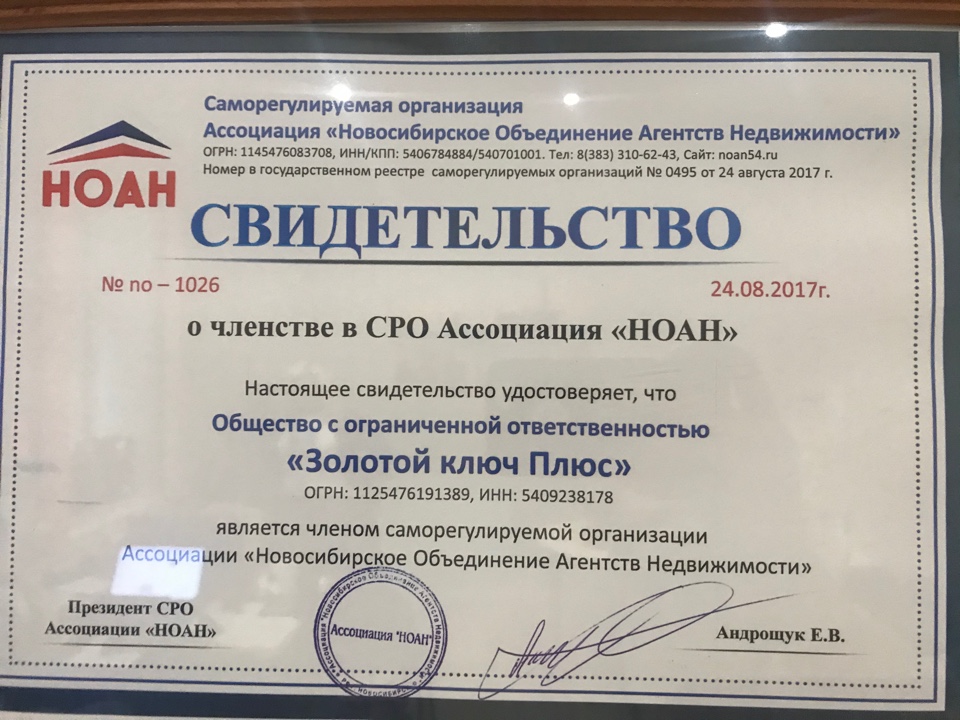 НОАН
Саморегулируемая организация
Ассоциация «Новосибирское Объединение Агентств Недвижимости»
ОГРН: 1145476083708, ИНН/КПП: 5406784884/540701001. Тел: 8(383) 310-62-43, Сайт: noan54.ru
Номер в государственном реестре саморегулируемых организаций № 0495 от 24 августа 2017 г.
СВИДЕТЕЛЬСТВО
№ по – 1026
24.08.2017г.
о членстве в СРО Ассоциация «НОАН»
Настоящее свидетельство удостоверяет, что
Общество с ограниченной ответственностью
«Золотой ключ Плюс»
ОГРН: 1125476191389, ИНН: 5409238178
является членом саморегулируемой организации
Ассоциации «Новосибирское Объединение Агентств Недвижимости»
Президент СРО
Ассоциации «НОАН»
Ассоциация "НОАН"
Андрощук Е.В.